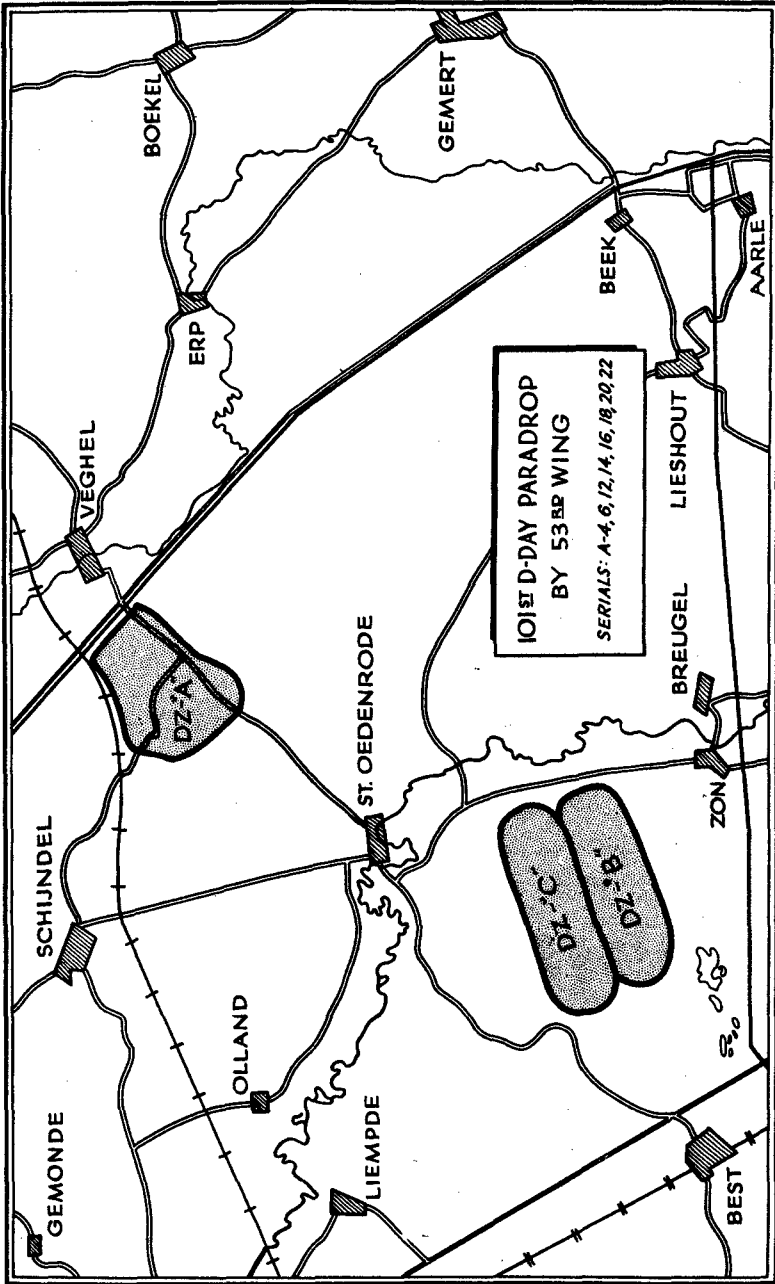 GEMONDE
SCHIJNDEL
VEGHEL
BOEKEL
DZ-"A"
ERP
OLLAND
ST. OEDENRODE
LIEMPDE
GEMERT
101ST D-DAY PARADROP
BY 53RD WING
SERIALS: A-4, 6, 12, 14, 16, 18, 20, 22
DZ-"C"
BEEK
DZ-"B"
BREUGEL
LIESHOUT
ZON
BEST
AARLE